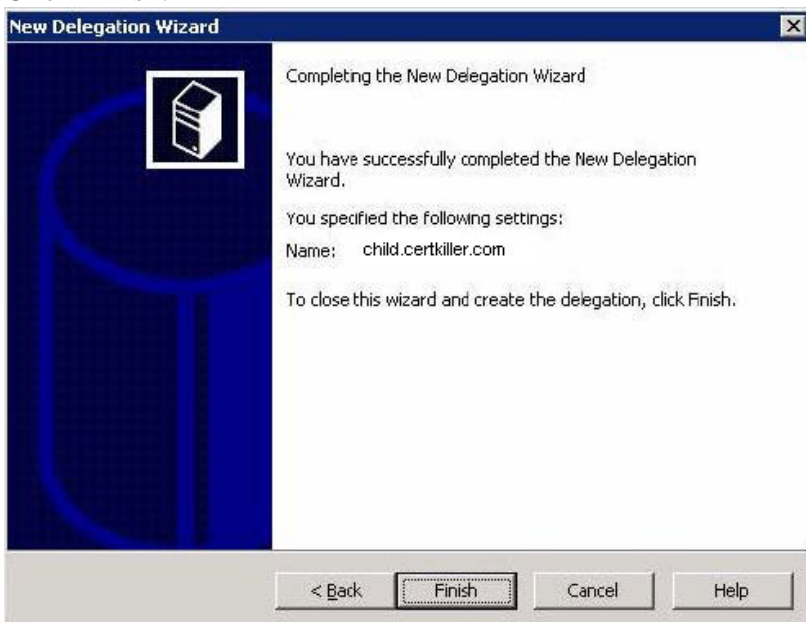 New Delegation Wizard
Completing the New Delegation Wizard
You have successfully completed the New Delegation
Wizard.
You specified the following settings:
Name: child.certkiller.com
To close this wizard and create the delegation, click Finish.
< Back Finish Cancel Help